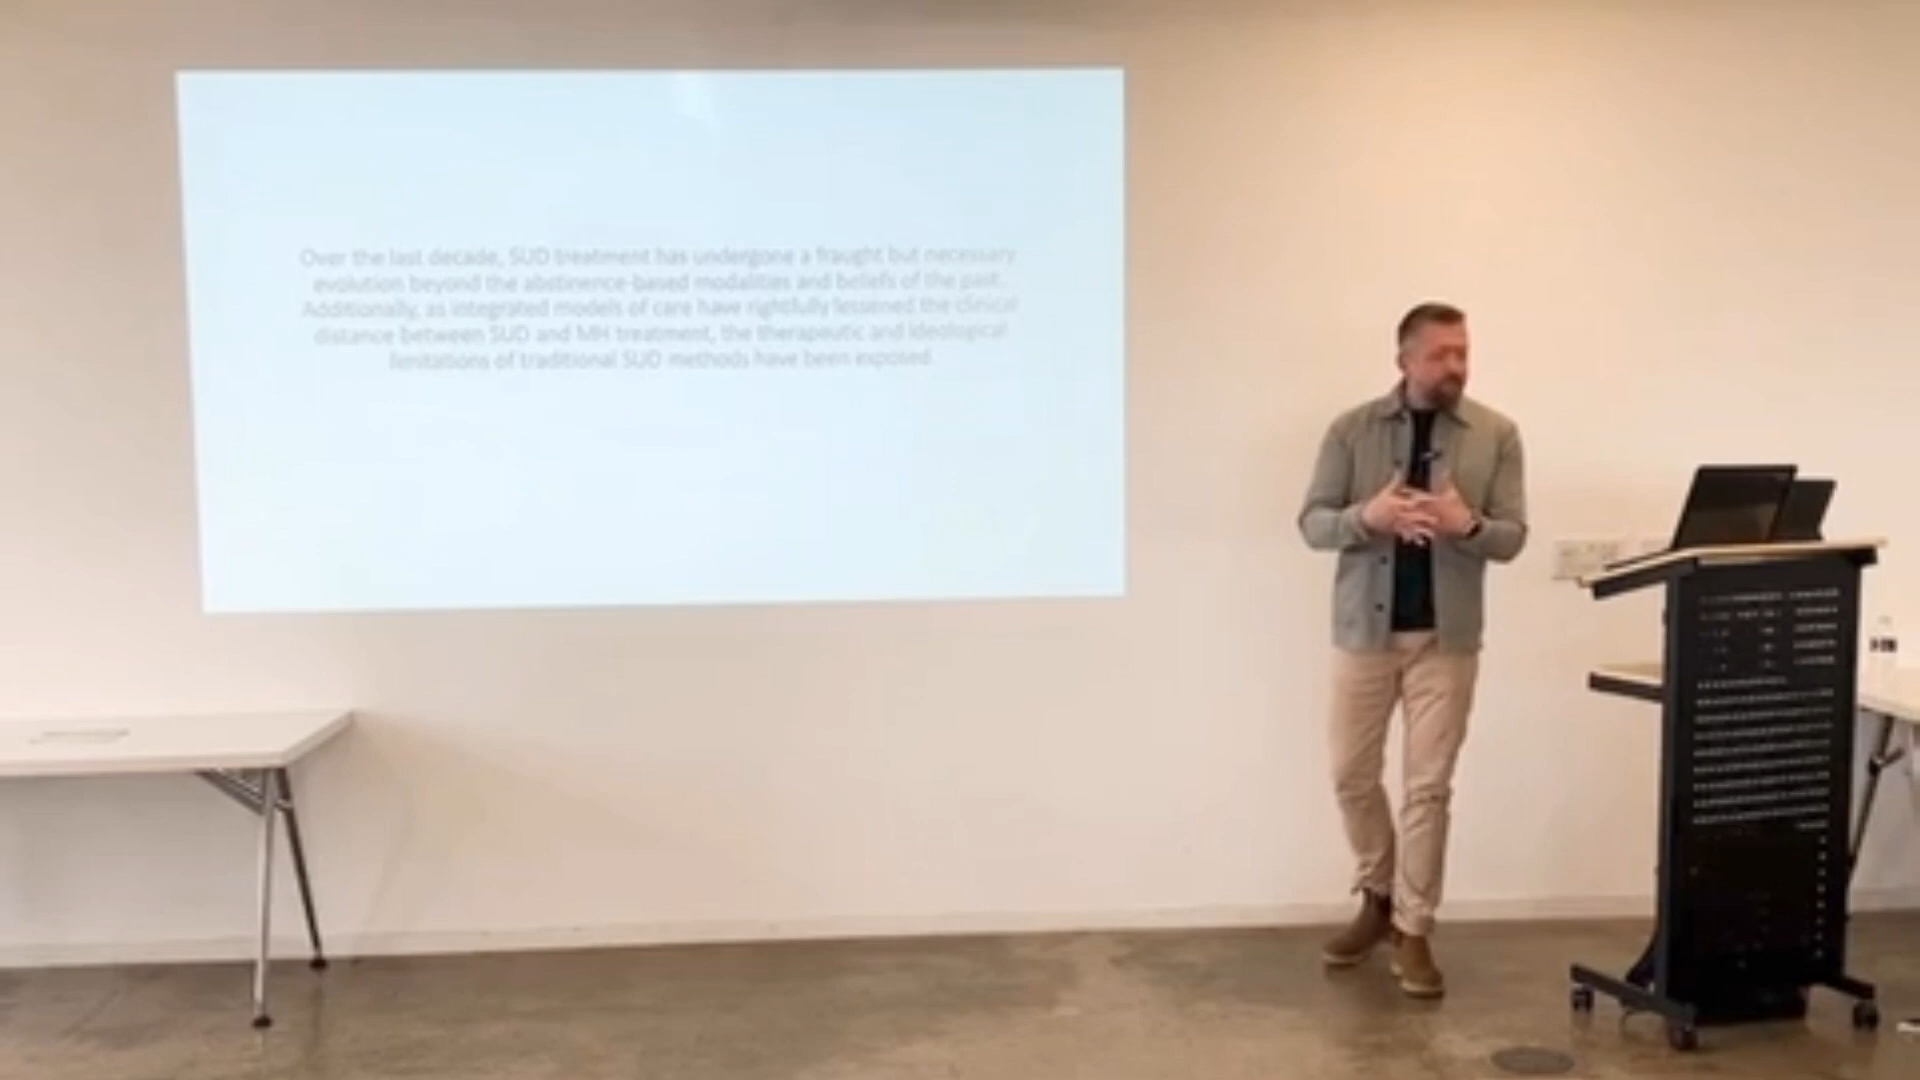 Over the last decade, SUD treatment has undergone a fraught but necessary
evolution beyond the abstinence-based modalities and beliefs of the past.
Additionally, as integrated models of care have rightfully lessened the clinical
distance between SUD and MH treatment, the therapeutic and ideological
limitations of traditional SUD methods have been exposed.